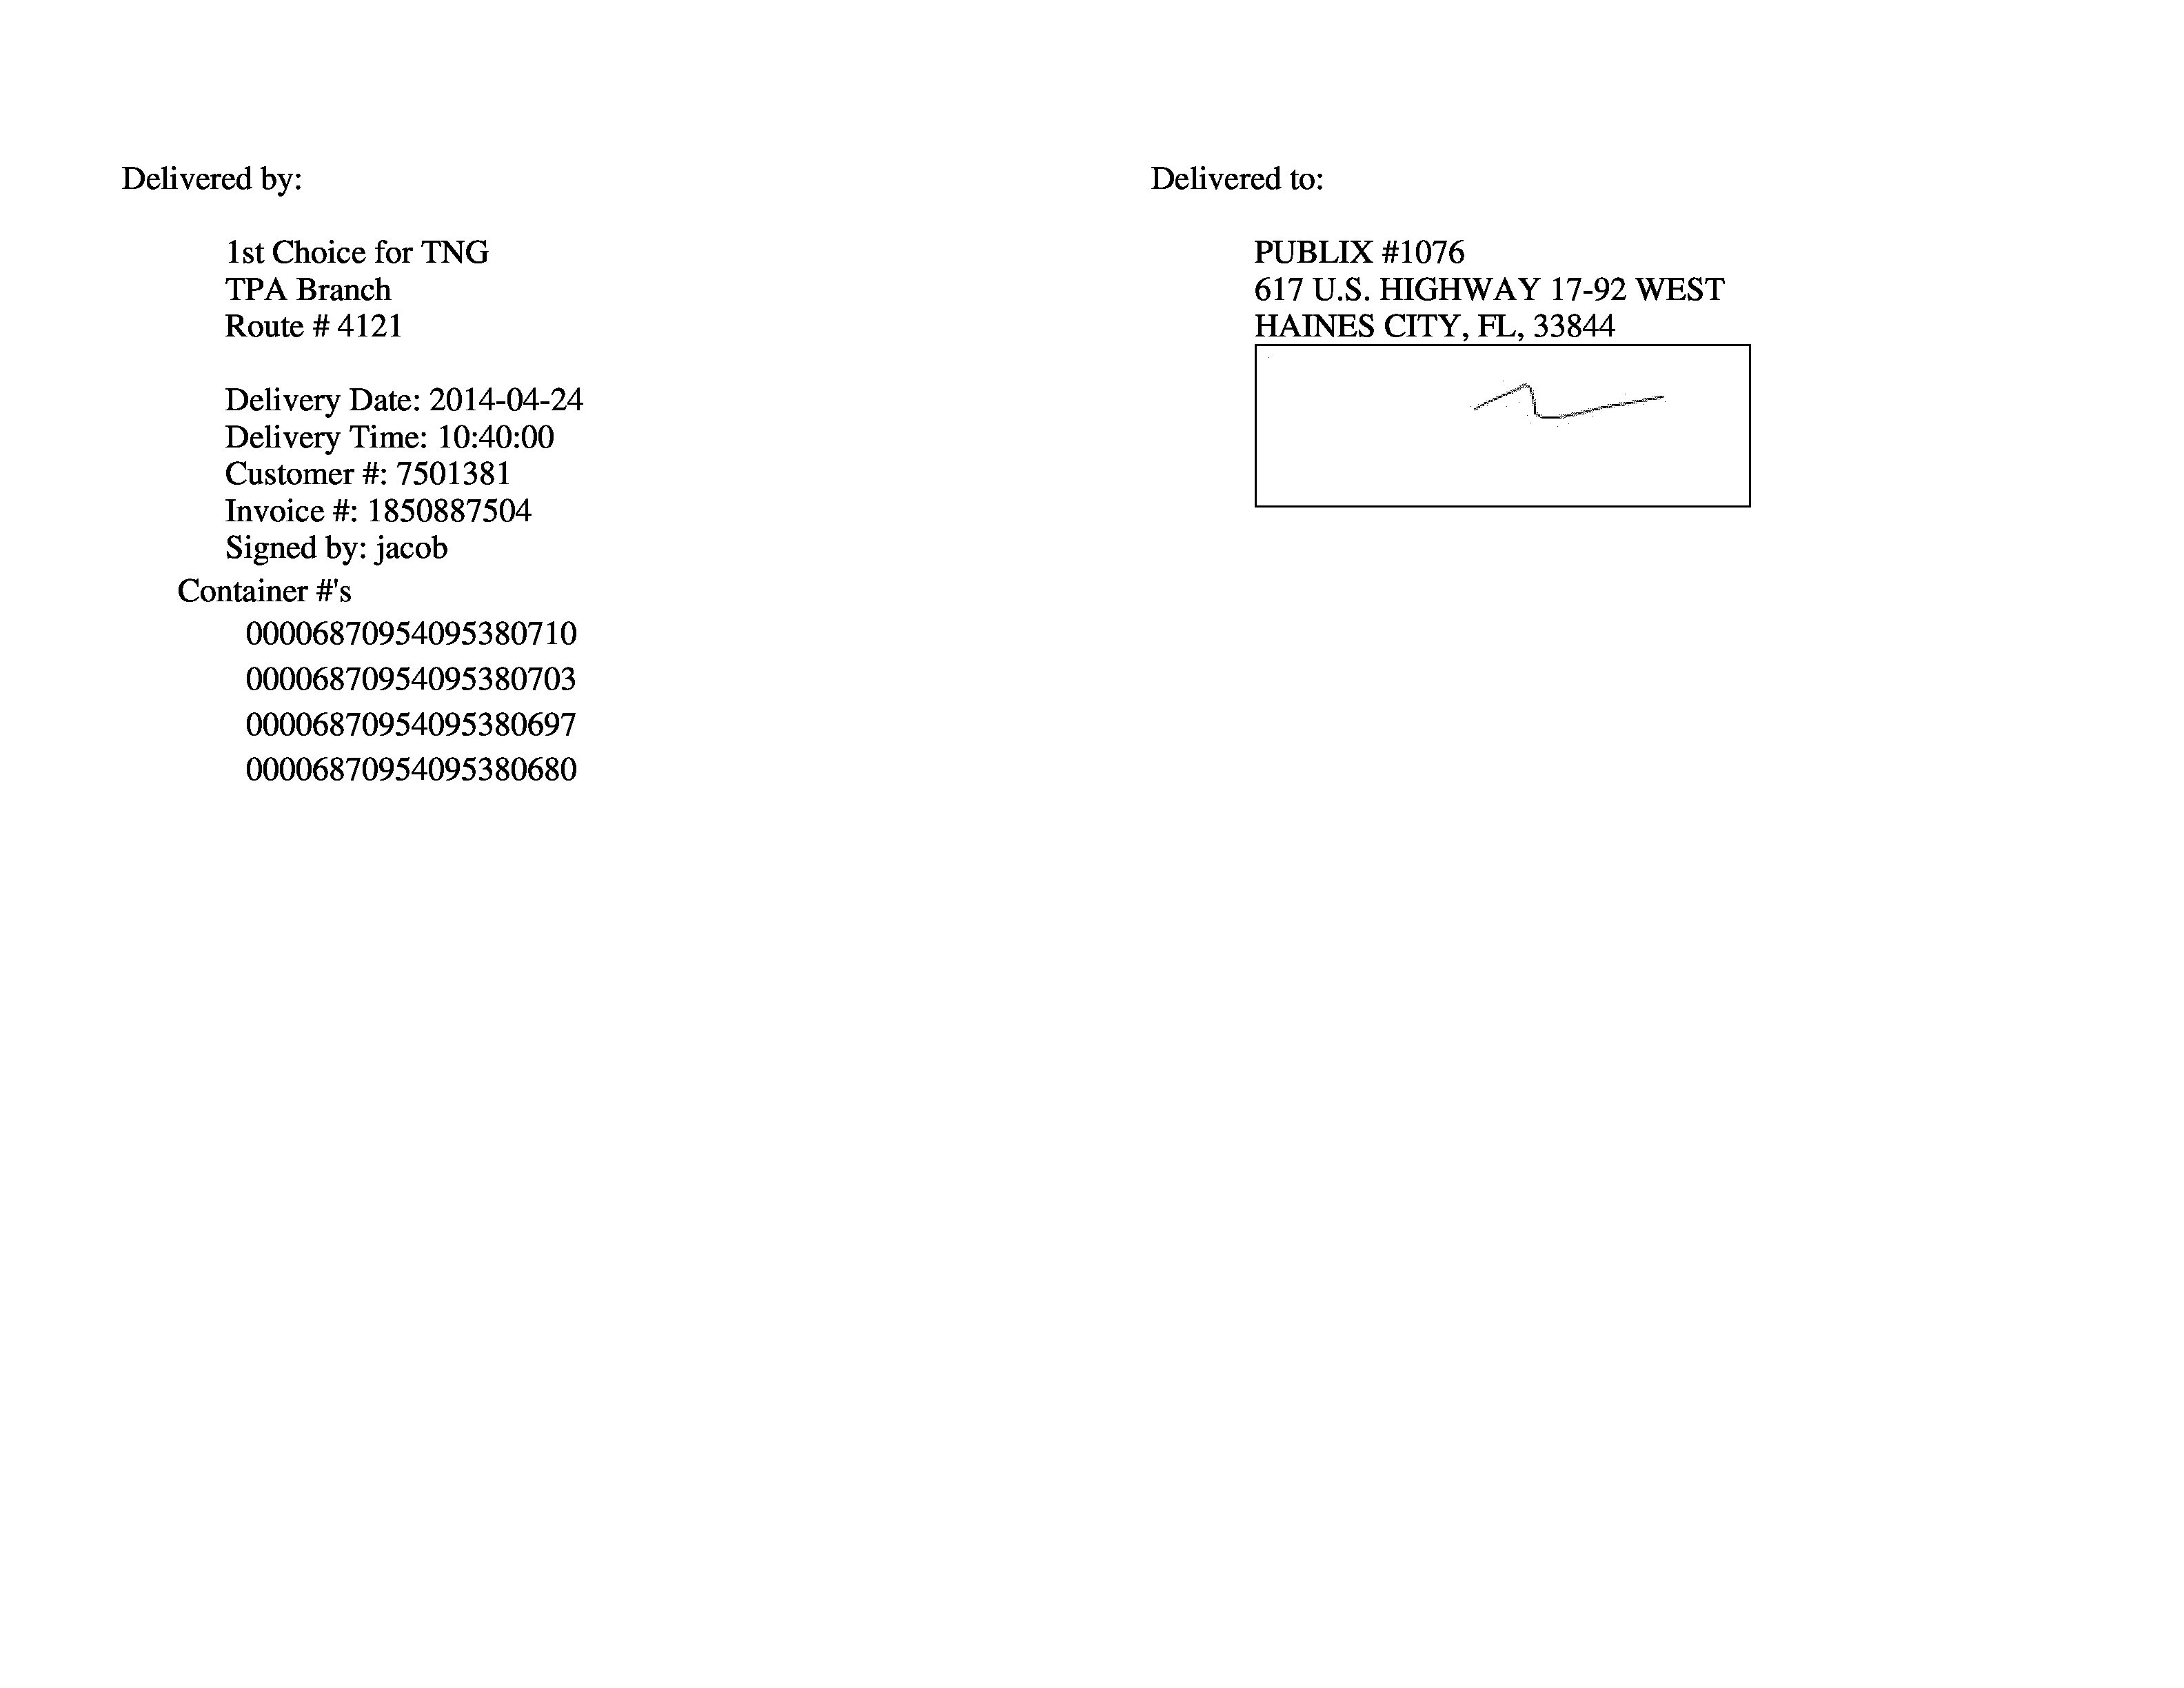 Delivered by:
1st Choice for TNG
TPA Branch
Route # 4121
Delivery Date: 2014-04-24
Delivery Time: 10:40:00
Customer #: 7501381
Invoice #: 1850887504
Signed by: jacob
Container #'s
00006870954095380710
00006870954095380703
00006870954095380697
00006870954095380680
Delivered to:
PUBLIX #1076
617 U.S. HIGHWAY 17-92 WEST
HAINES CITY, FL, 33844